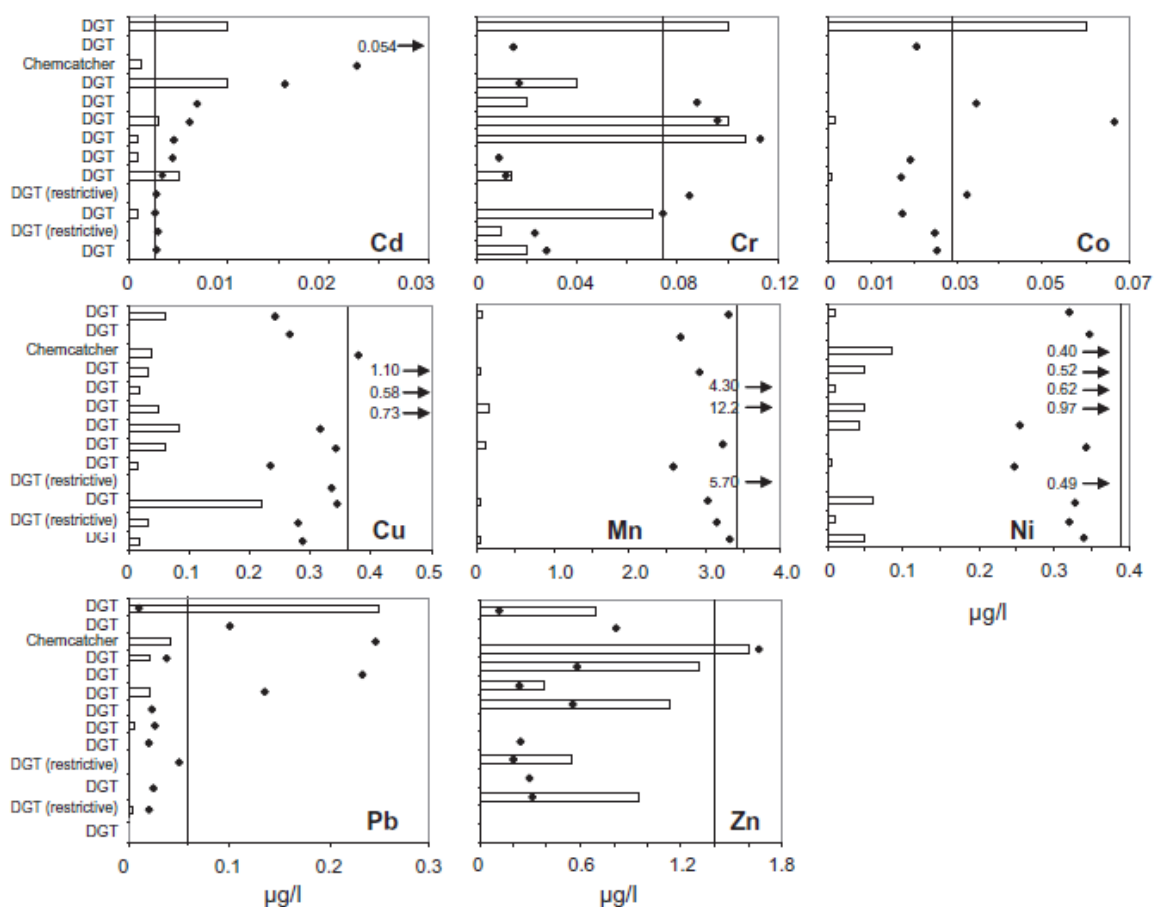 DGT
DGT 0.054
Chemcatcher
DGT
DGT
DGT
DGT
DGT
DGT
DGT (restrictive)
DGT
DGT (restrictive)
DGT
Cd Cr Co
0 0.01 0.02 0.03 0 0.04 0.08 0.12 0 0.01 0.03 0.05 0.07
DGT
DGT
Chemcatcher 0.40
DGT 1.10 0.52
DGT 0.58 4.30 0.62
DGT 0.73 12.2 0.97
DGT
DGT
DGT
DGT (restrictive) 5.70 0.49
DGT
DGT (restrictive)
DGT
Cu Mn Ni
0 0.1 0.2 0.3 0.4 0.5 0 1.0 2.0 3.0 4.0 0 0.1 0.2 0.3 0.4
µg/l
DGT
DGT
Chemcatcher
DGT
DGT
DGT
DGT
DGT
DGT
DGT (restrictive)
DGT
DGT (restrictive)
DGT
Pb Zn
0 0.1 0.2 0.3 0 0.6 1.2 1.8
µg/l µg/l